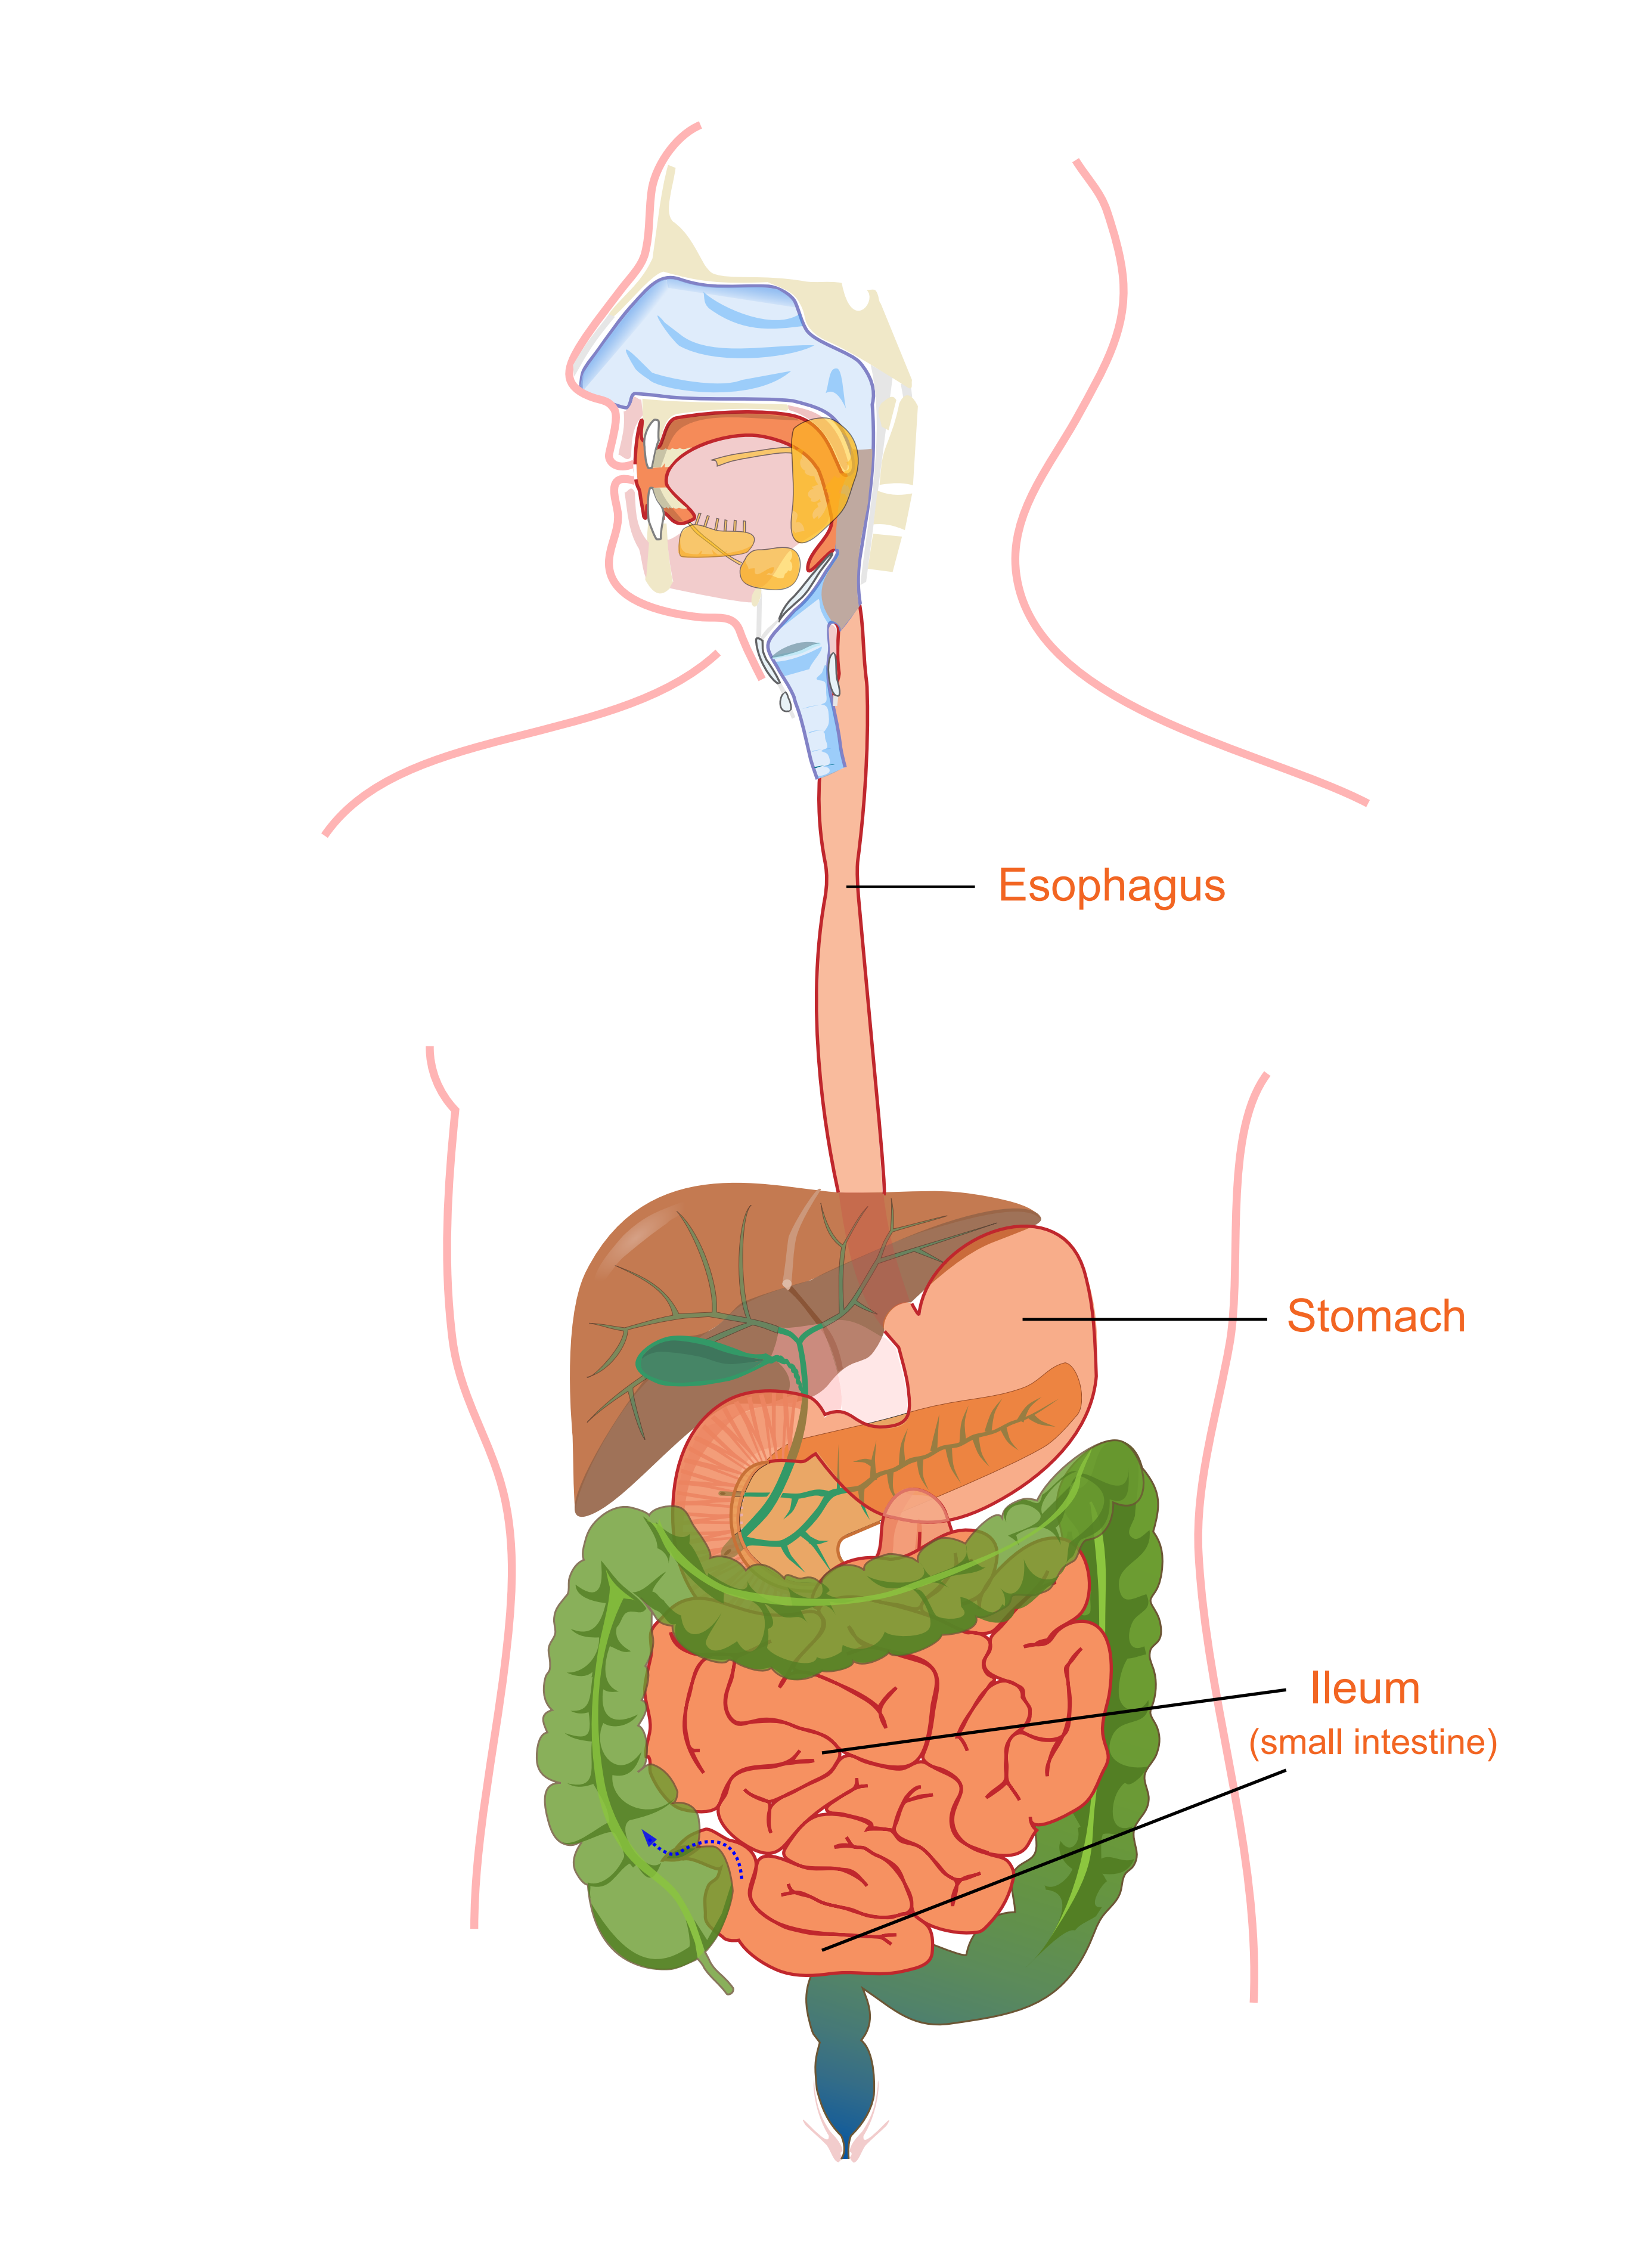 Esophagus
Stomach
Ileum
(small intestine)